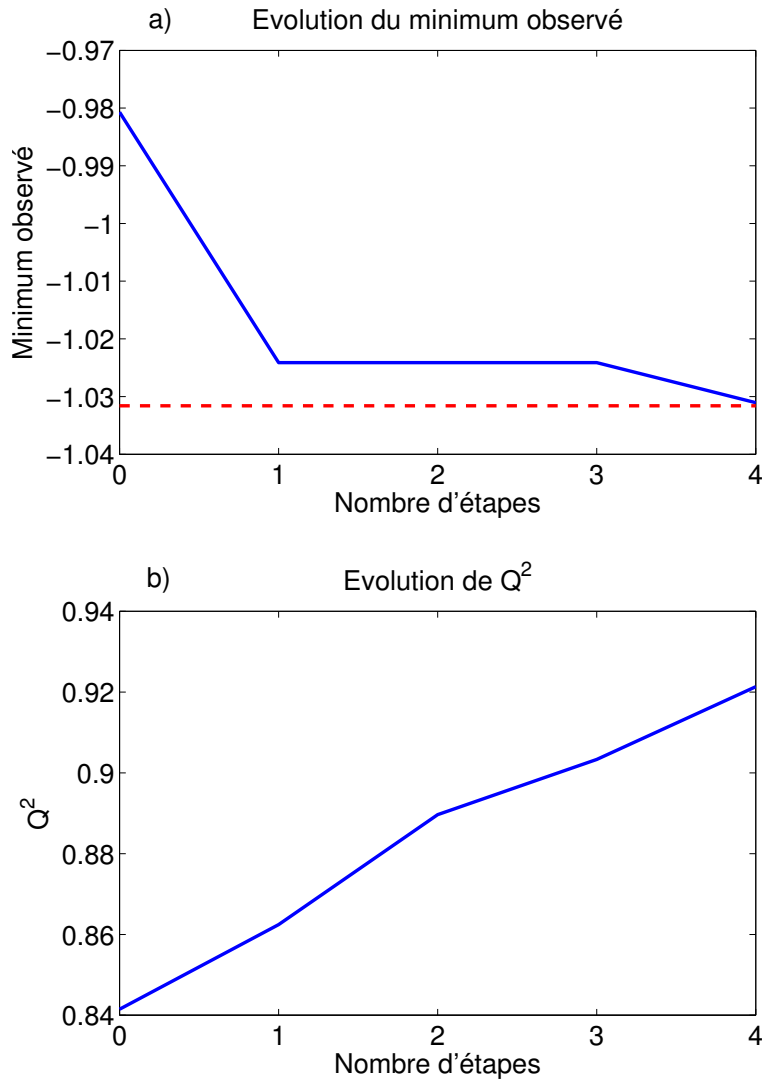 a) Evolution du minimum observé
−0.97
−0.98
−0.99
−1
−1.01
−1.02
−1.03
−1.04
Minimum observé
0 1 2 3 4
Nombre d'étapes
b) Evolution de Q²
0.94
0.92
0.9
0.88
0.86
0.84
Q²
0 1 2 3 4
Nombre d'étapes